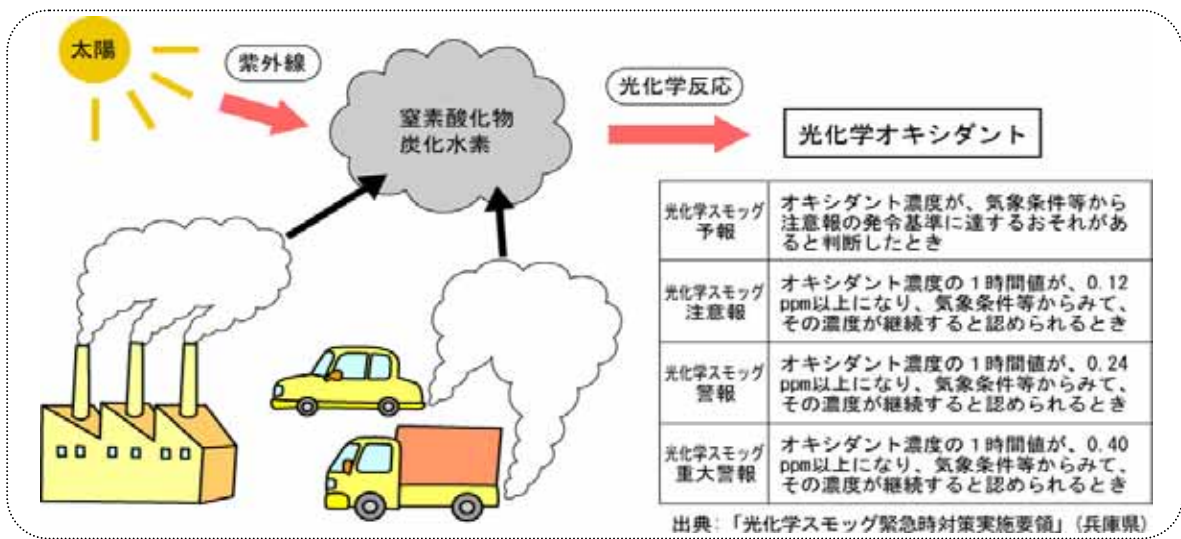 太陽
紫外線
窒素酸化物
炭化水素
光化学反応
光化学オキシダント
光化学スモッグ
予報
オキシダント濃度が、気象条件等から
注意報の発令基準に達するおそれがあ
ると判断したとき
光化学スモッグ
注意報
オキシダント濃度の1時間値が、0.12
ppm以上になり、気象条件等からみて、
その濃度が継続すると認められるとき
光化学スモッグ
警報
オキシダント濃度の1時間値が、0.24
ppm以上になり、気象条件等からみて、
その濃度が継続すると認められるとき
光化学スモッグ
重大警報
オキシダント濃度の1時間値が、0.40
ppm以上になり、気象条件等からみて、
その濃度が継続すると認められるとき
出典:「光化学スモッグ緊急時対策実施要領」(兵庫県)